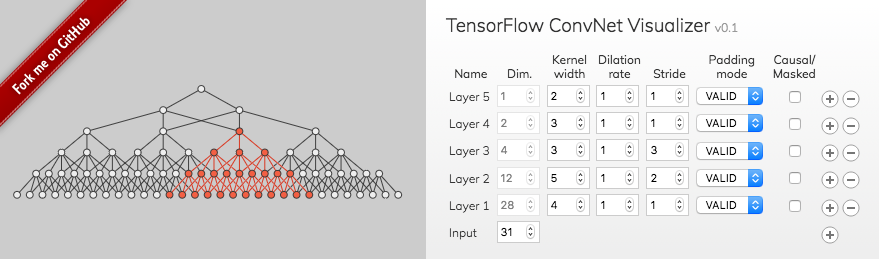 Fork me on GitHub
TensorFlow ConvNet Visualizer v0.1
Name Dim. Kernel width Dilation rate Stride Padding mode Causal/ Masked
Layer 5 1 2 1 1 VALID
Layer 4 2 3 1 1 VALID
Layer 3 4 3 1 3 VALID
Layer 2 12 5 1 2 VALID
Layer 1 28 4 1 1 VALID
Input 31